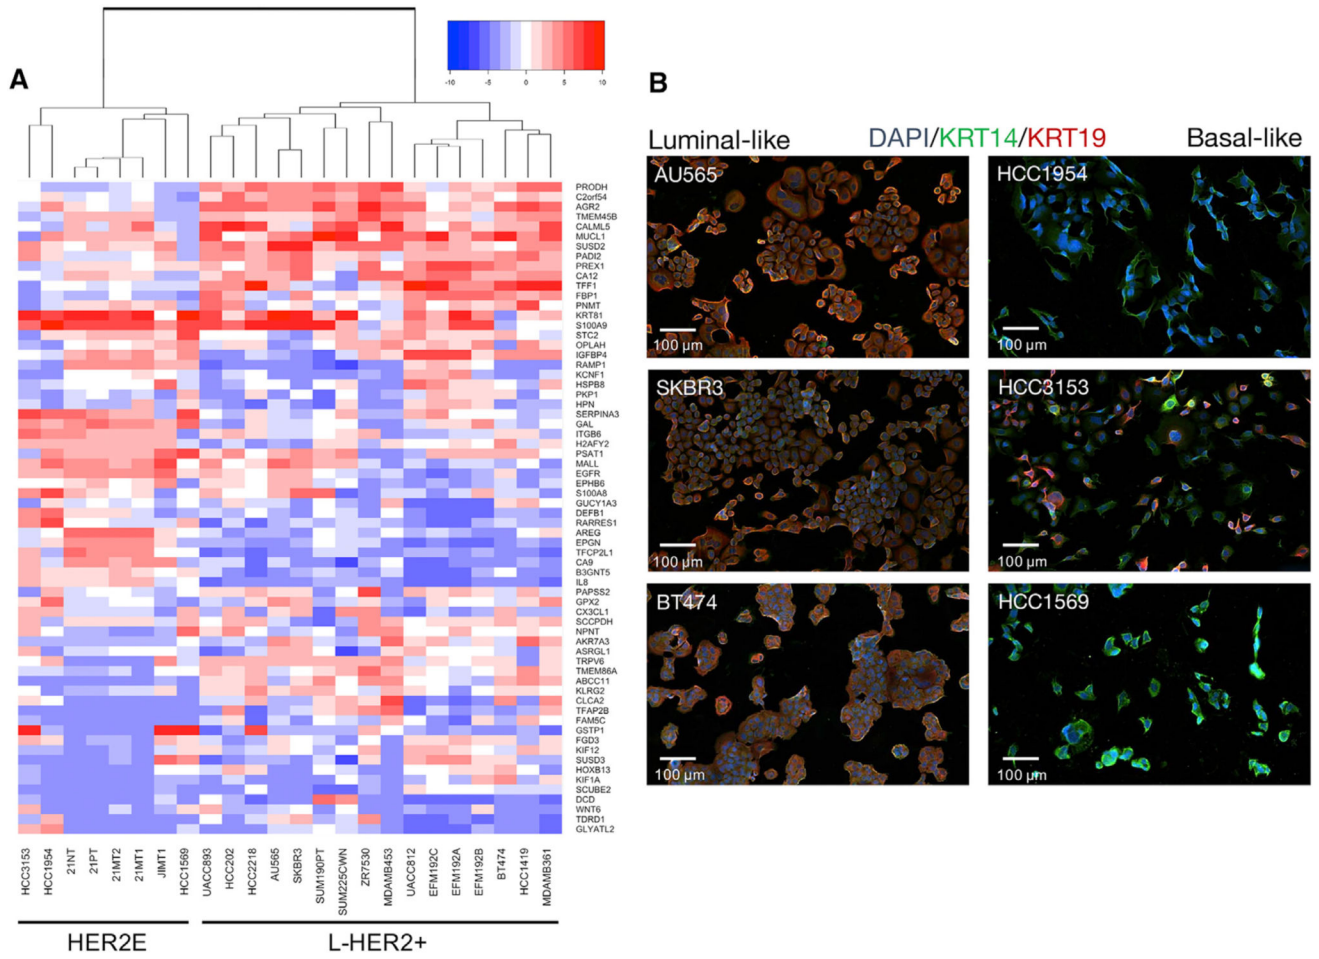 A
-10 -5 0 5 10
PRODH
C2orf54
AGR2
TMEM45B
CALML5
MUCL1
SUSD2
PADI2
PREX1
CA12
TFF1
FBP1
PNMT
KRT81
S100A9
STC2
OPLAH
IGFBP4
RAMP1
KCNF1
HSPB8
PKP1
HPN
SERPINA3
GAL
ITGB6
H2AFY2
PSAT1
MALL
EGFR
EPHB6
S100A8
GUCY1A3
DEFB1
RARRES1
AREG
EPGN
TFCP2L1
CA9
B3GNT5
IL8
PAPSS2
GPX2
CX3CL1
SCCPDH
NPNT
AKR7A3
ASRGL1
TRPV6
TMEM86A
ABCC11
KLRG2
CLCA2
TFAP2B
FAM5C
GSTP1
FGD3
KIF12
SUSD3
HOXB13
KIF1A
SCUBE2
DCD
WNT6
TDRD1
GLYATL2
HCC3153
HCC1954
21NT
21PT
21MT2
21MT1
JIMT1
HCC1569
UACC893
HCC202
HCC2218
AU565
SKBR3
SUM190PT
SUM225CWN
ZR7530
MDAMB453
UACC812
EFM192C
EFM192A
EFM192B
BT474
HCC1419
MDAMB361
HER2E
L-HER2+
B
Luminal-like DAPI/KRT14/KRT19 Basal-like
AU565
100 µm
HCC1954
100 µm
SKBR3
100 µm
HCC3153
100 µm
BT474
100 µm
HCC1569
100 µm